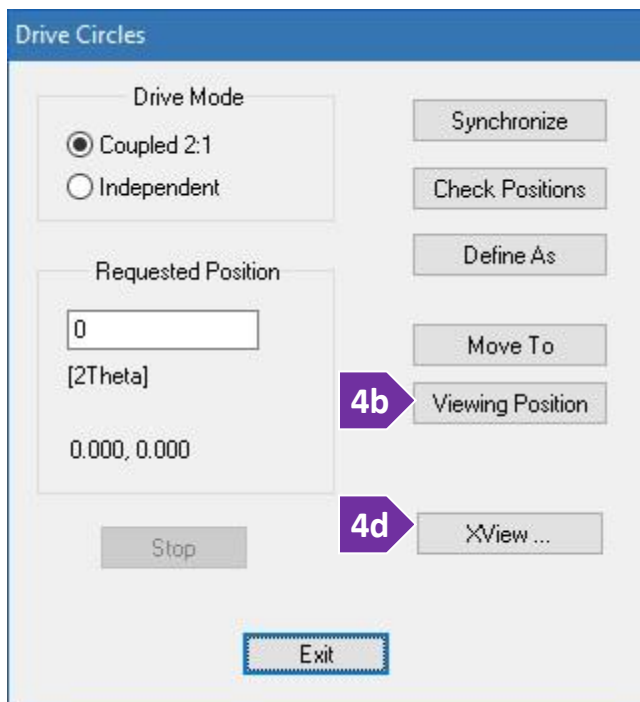 Drive Circles
Drive Mode
Coupled 2:1
Independent
Synchronize
Check Positions
Define As
Requested Position
0
[2Theta]
0.000, 0.000
Move To
4b
Viewing Position
4d
XView ...
Stop
Exit